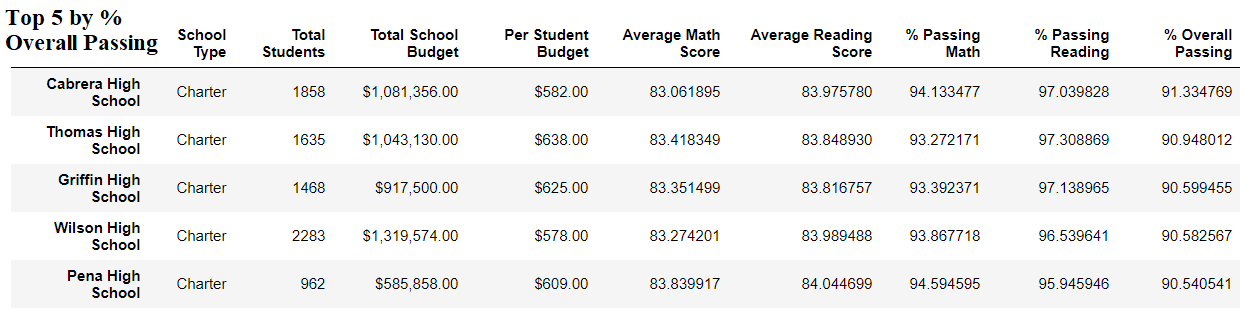 Top 5 by %
Overall Passing
School Type Total Students Total School Budget Per Student Budget Average Math Score Average Reading Score % Passing Math % Passing Reading % Overall Passing
Cabrera High School Charter 1858 $1,081,356.00 $582.00 83.061895 83.975780 94.133477 97.039828 91.334769
Thomas High School Charter 1635 $1,043,130.00 $638.00 83.418349 83.848930 93.272171 97.308869 90.948012
Griffin High School Charter 1468 $917,500.00 $625.00 83.351499 83.816757 93.392371 97.138965 90.599455
Wilson High School Charter 2283 $1,319,574.00 $578.00 83.274201 83.989488 93.867718 96.539641 90.582567
Pena High School Charter 962 $585,858.00 $609.00 83.839917 84.044699 94.594595 95.945946 90.540541